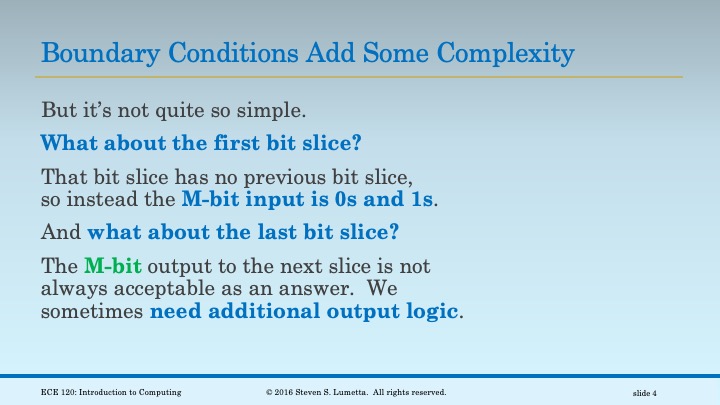 Boundary Conditions Add Some Complexity
But it’s not quite so simple.
What about the first bit slice?
That bit slice has no previous bit slice,
so instead the M-bit input is 0s and 1s.
And what about the last bit slice?
The M-bit output to the next slice is not
always acceptable as an answer.  We
sometimes need additional output logic.
ECE 120: Introduction to Computing
© 2016 Steven S. Lumetta.  All rights reserved.
slide 4